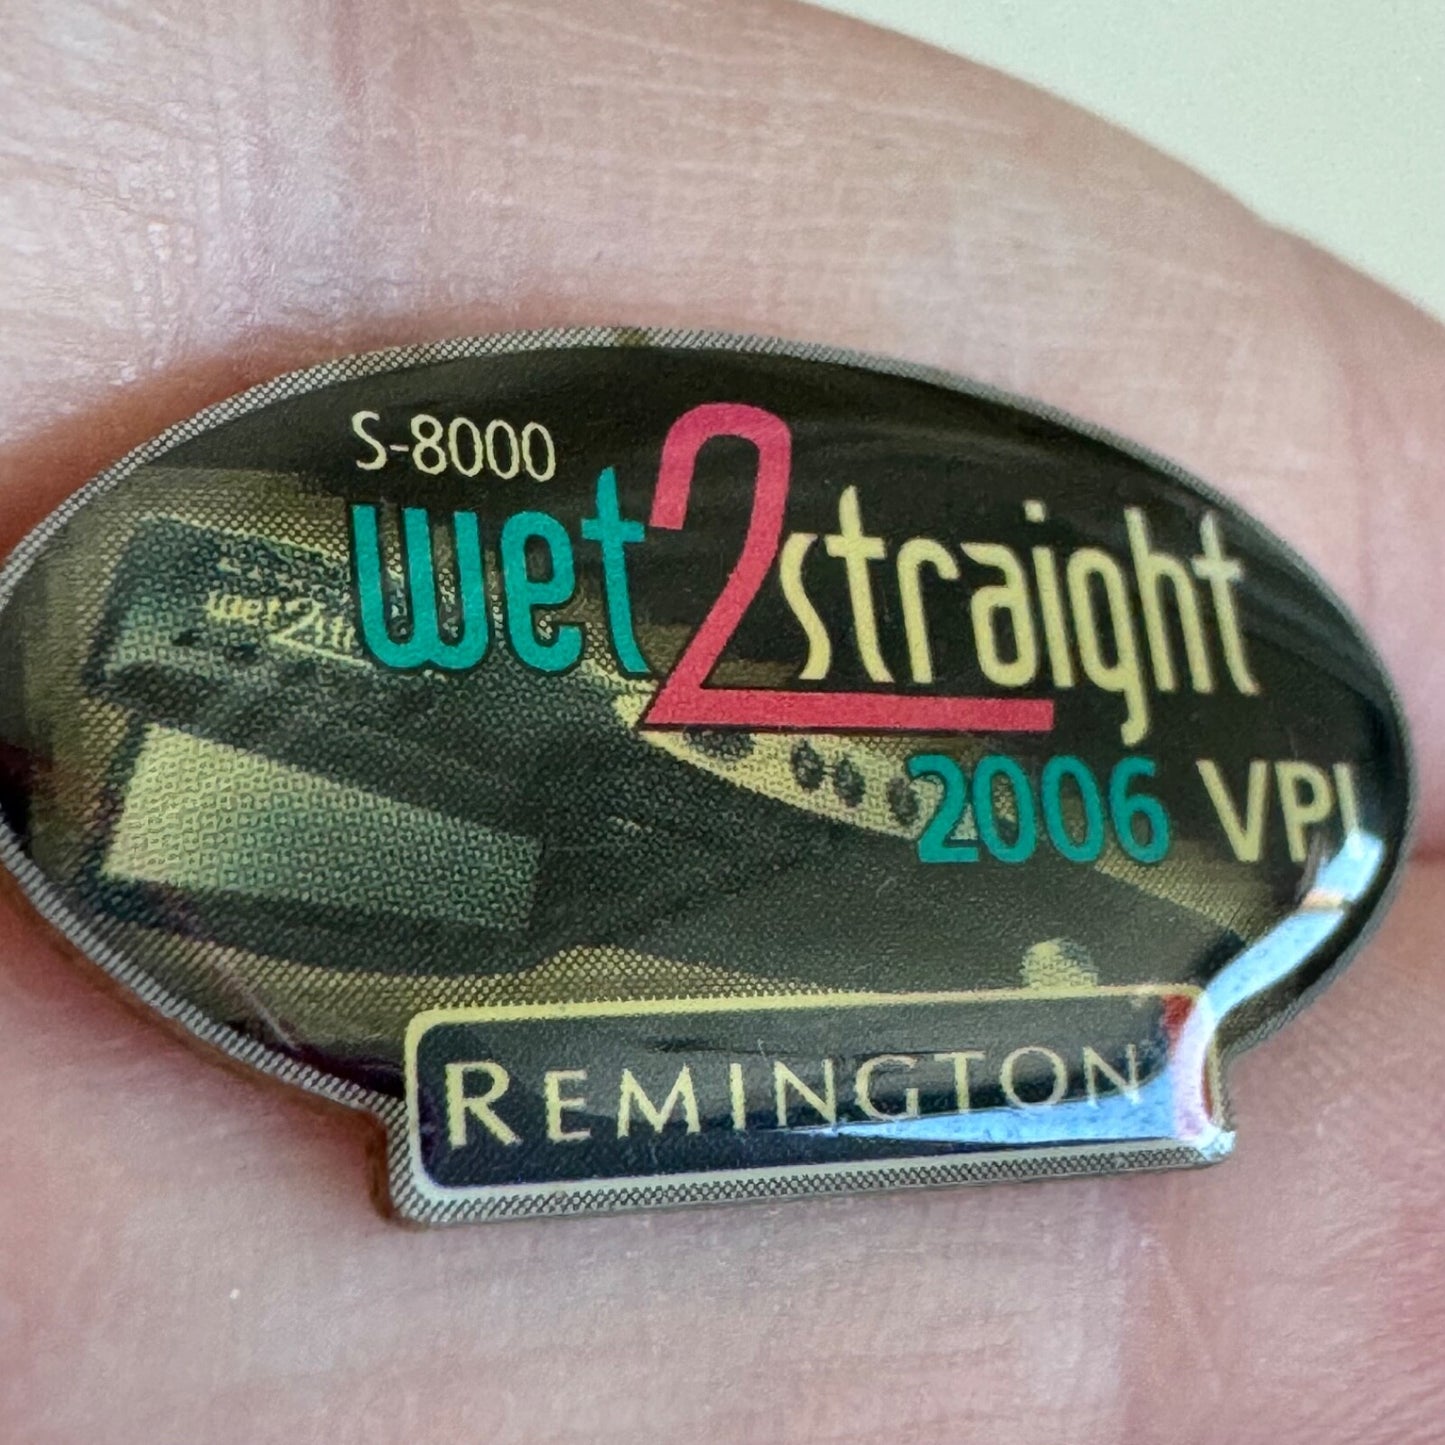 S-8000
wet2straight
2006 VPI
REMINGTON